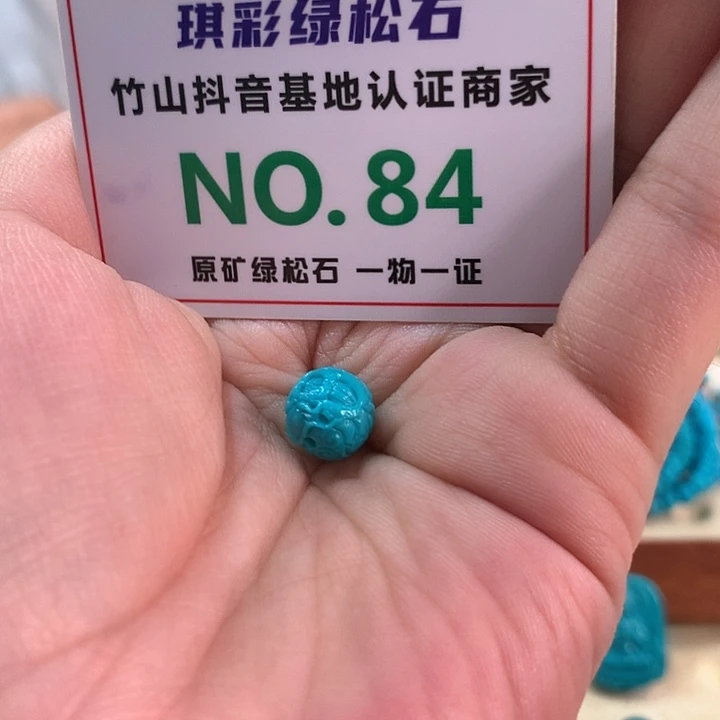 琪彩绿松石
竹山抖音基地认证商家
NO.84
原矿绿松石 一物一证